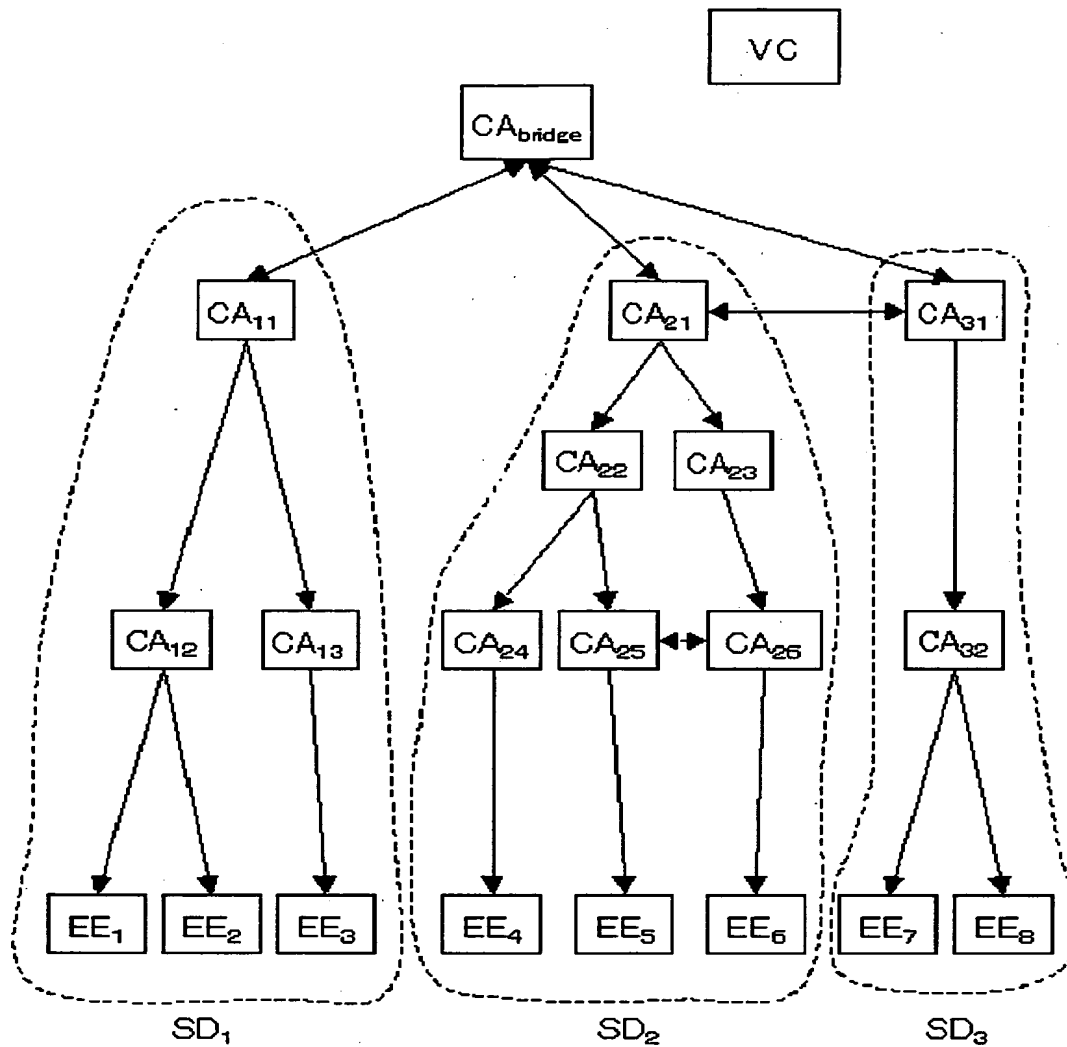 VC
CA_bridge
CA₁₁
CA₂₁
CA₃₁
CA₂₂
CA₂₃
CA₁₂
CA₁₃
CA₂₄
CA₂₅
CA₂₆
CA₃₂
EE₁
EE₂
EE₃
EE₄
EE₅
EE₆
EE₇
EE₈
SD₁
SD₂
SD₃